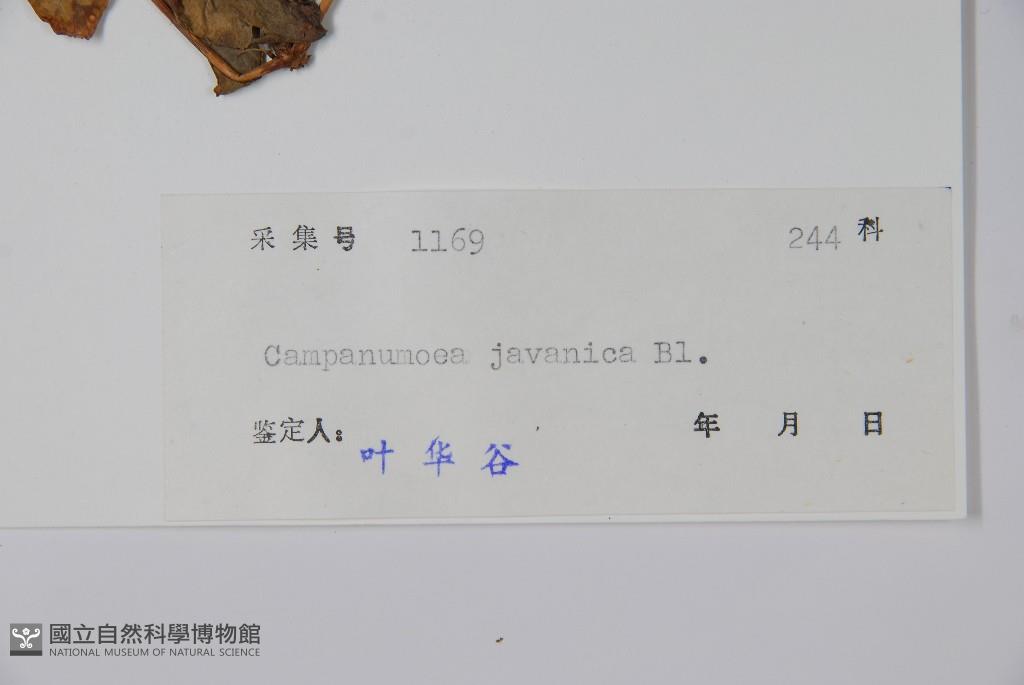 采集号 1169 244 科
Campanumoea javanica Bl.
鉴定人: 叶华谷 年 月 日
國立自然科學博物館
NATIONAL MUSEUM OF NATURAL SCIENCE